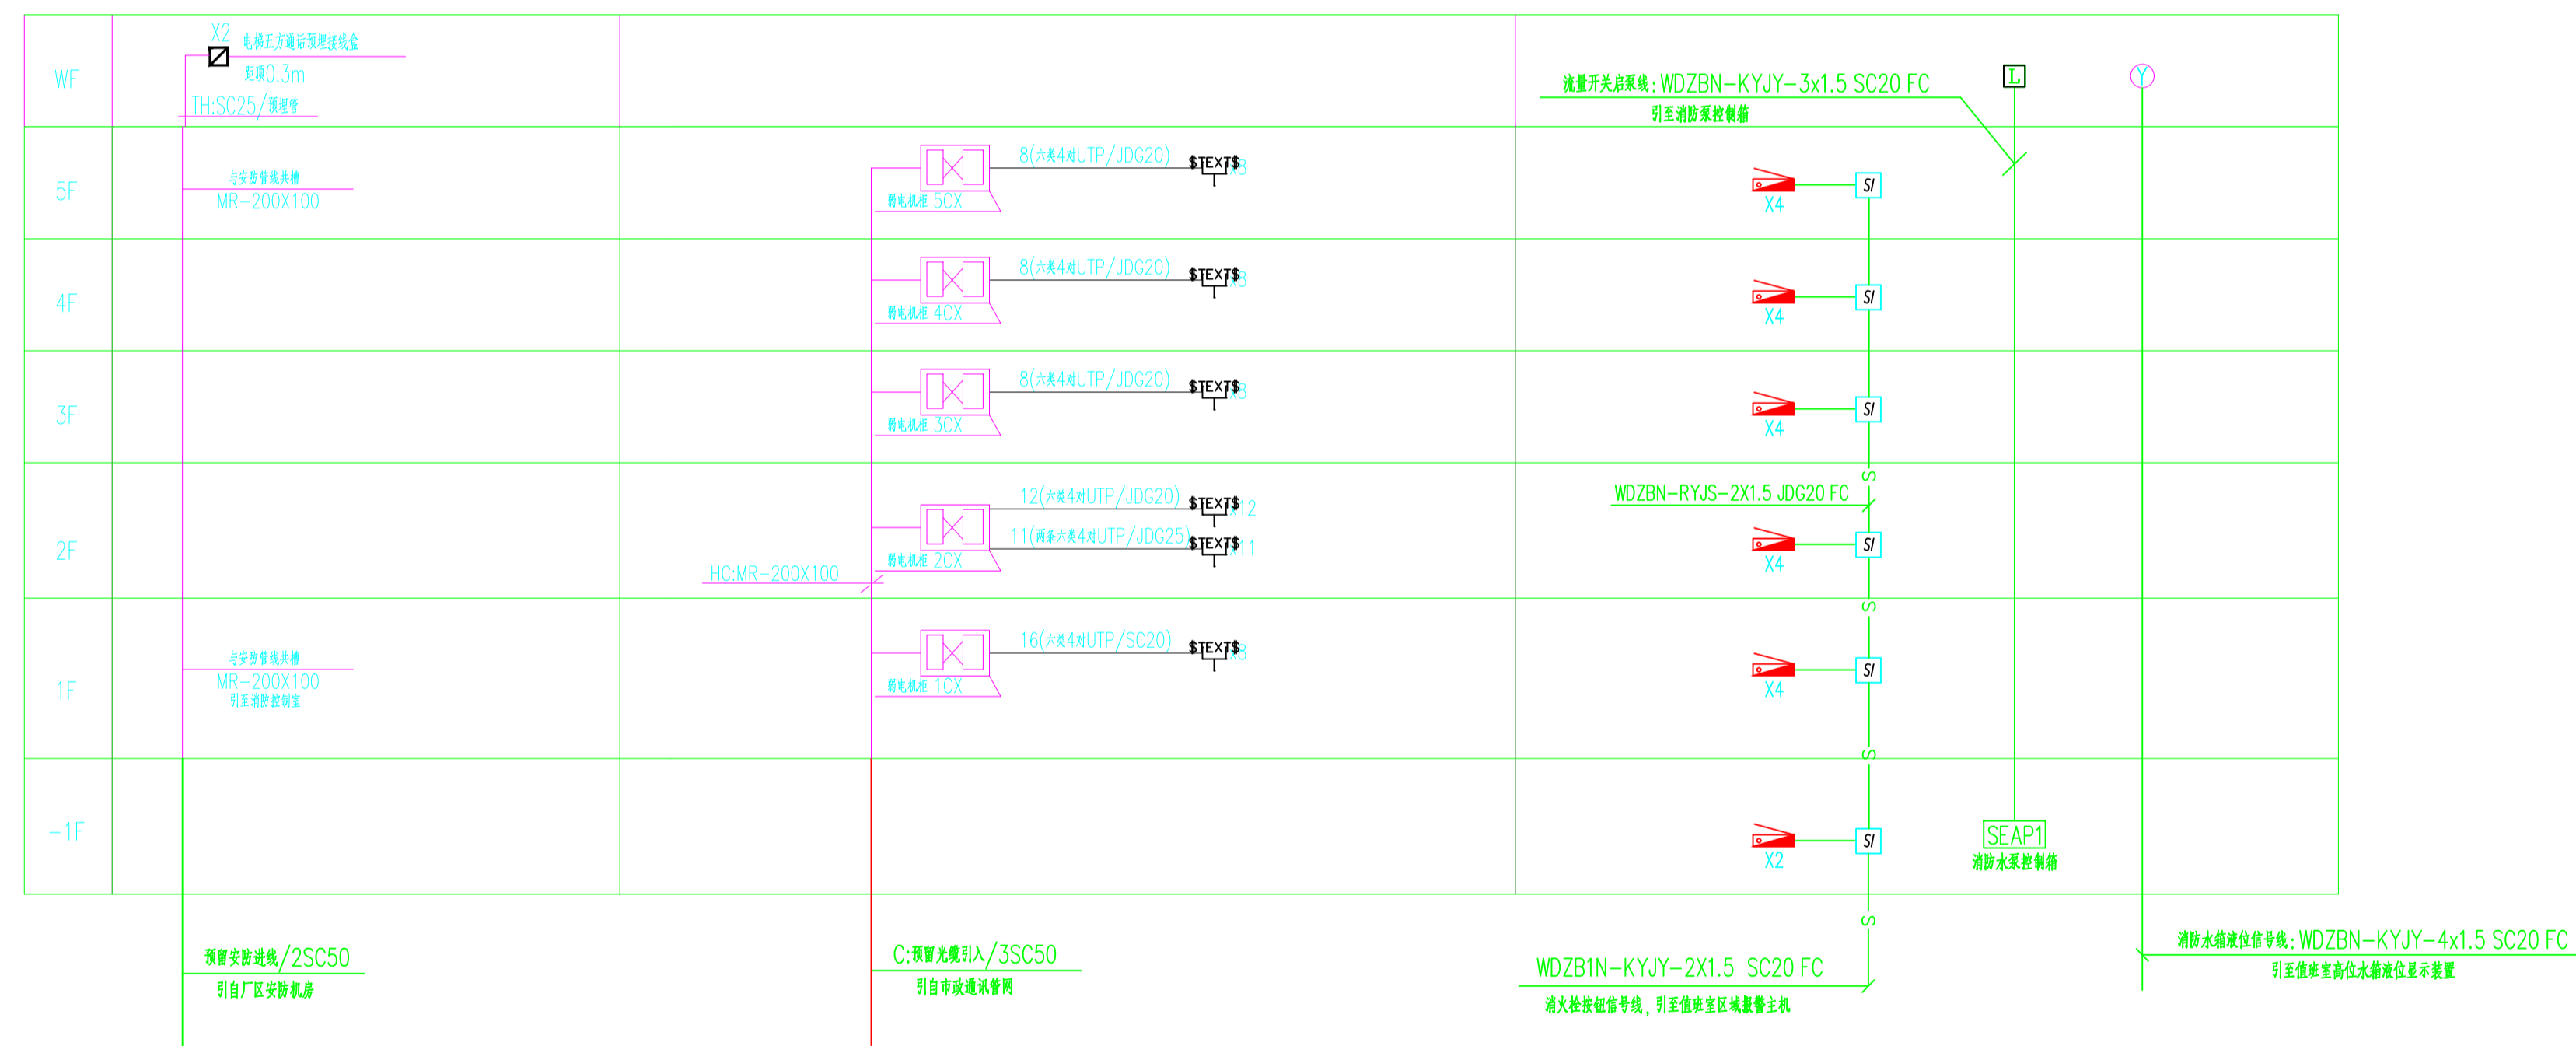 WF
X2
电梯五方通话预埋接线盒
距顶0.3m
TH:SC25/预埋管
流量开关启泵线:WDZBN-KYJY-3x1.5 SC20 FC
引至消防泵控制箱
L
Y
5F
与安防管线共槽
MR-200X100
8(六类4对UTP/JDG20)
$TEXT$
X8
弱电机柜 5CX
SI
X4
4F
8(六类4对UTP/JDG20)
$TEXT$
X8
弱电机柜 4CX
SI
X4
3F
8(六类4对UTP/JDG20)
$TEXT$
X8
弱电机柜 3CX
SI
X4
S
2F
12(六类4对UTP/JDG20)
$TEXT$
X12
11(两条六类4对UTP/JDG25)
$TEXT$
X11
弱电机柜 2CX
HC:MR-200X100
WDZBN-RYJS-2X1.5 JDG20 FC
SI
X4
S
1F
与安防管线共槽
MR-200X100
引至消防控制室
16(六类4对UTP/SC20)
$TEXT$
X8
弱电机柜 1CX
SI
X4
S
-1F
SI
X2
SEAP1
消防水泵控制箱
S
预留安防进线/2SC50
引自厂区安防机房
C:预留光缆引入/3SC50
引自市政通讯管网
WDZB1N-KYJY-2X1.5 SC20 FC
消火栓按钮信号线, 引至值班室区域报警主机
消防水箱液位信号线:WDZBN-KYJY-4x1.5 SC20 FC
引至值班室高位水箱液位显示装置